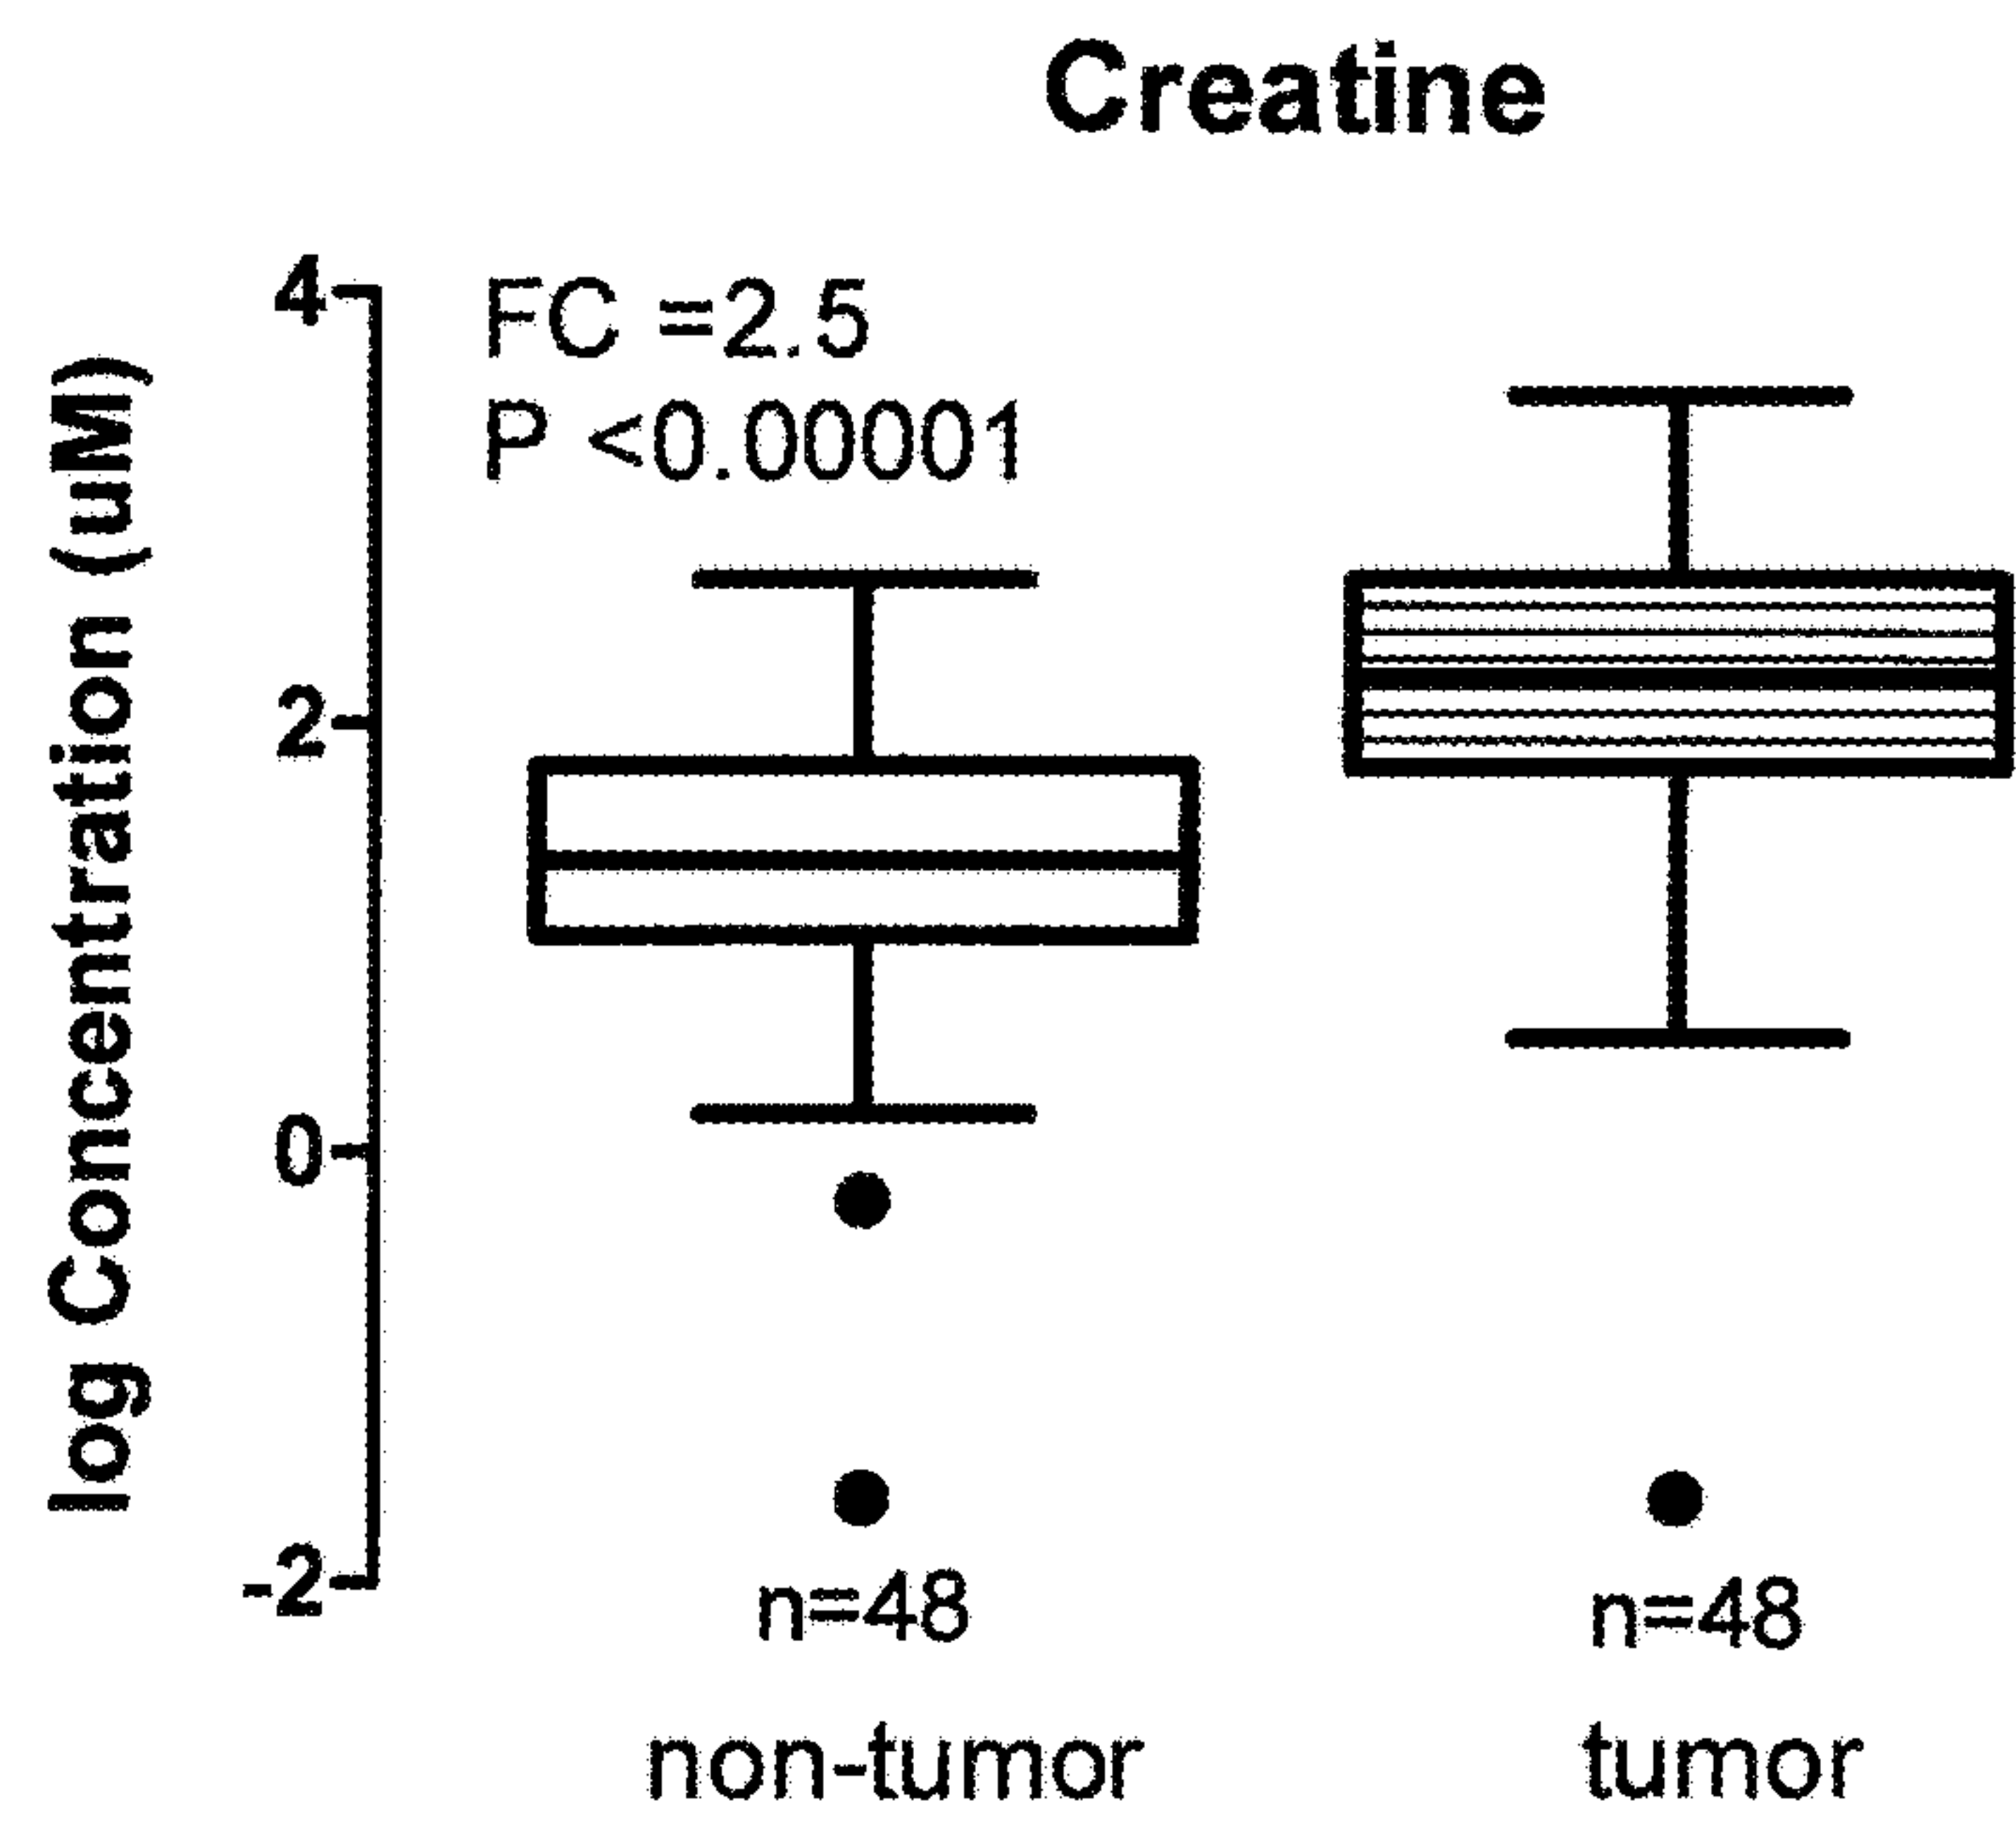 Creatine
log Concentration (uM)
4
2
0
-2
FC =2.5
P <0.00001
n=48
n=48
non-tumor
tumor